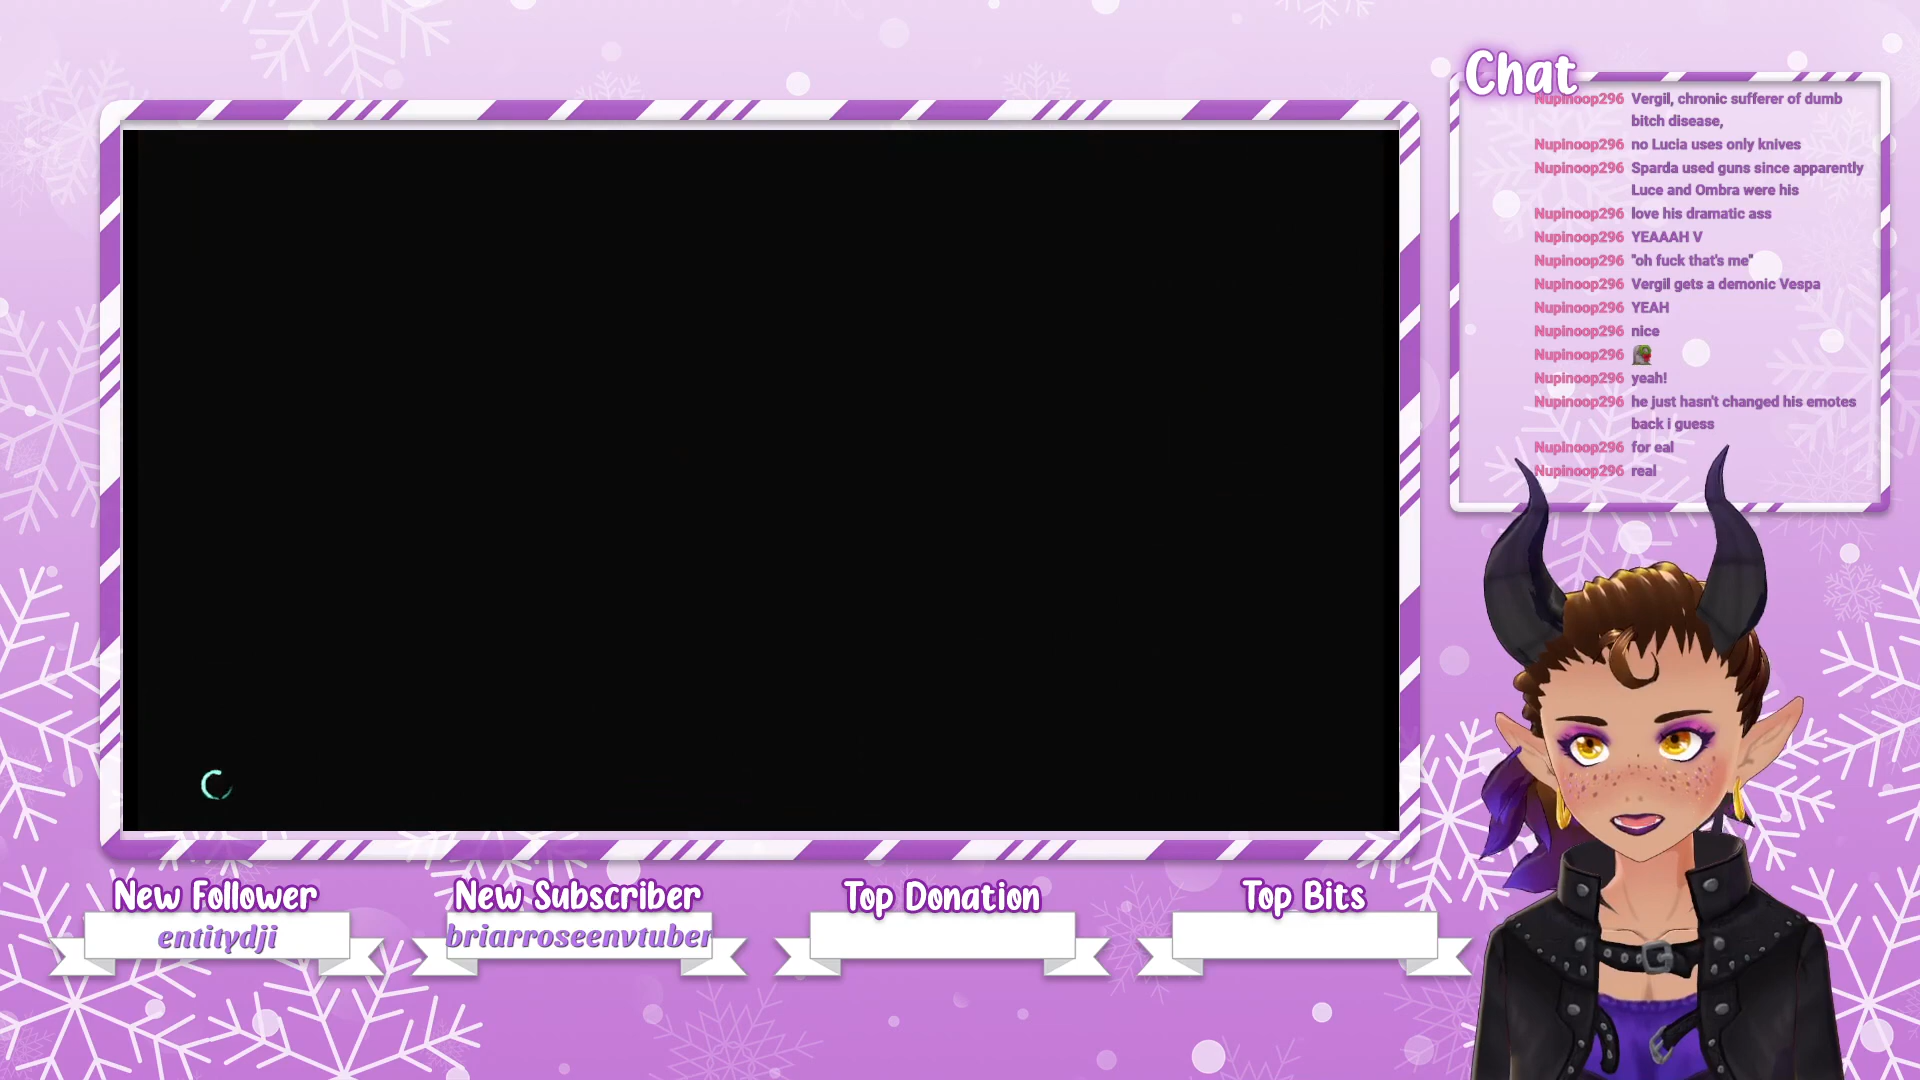 Chat
Nupinoop296 Vergil, chronic sufferer of dumb
bitch disease,
Nupinoop296 no Lucia uses only knives
Nupinoop296 Sparda used guns since apparently
Luce and Ombra were his
Nupinoop296 love his dramatic ass
Nupinoop296 YEAAAH V
Nupinoop296 "oh fuck that's me"
Nupinoop296 Vergil gets a demonic Vespa
Nupinoop296 YEAH
Nupinoop296 nice
Nupinoop296
Nupinoop296 yeah!
Nupinoop296 he just hasn't changed his emotes
back i guess
Nupinoop296 for eal
Nupinoop296 real
New Follower
entitydji
New Subscriber
briarroseenvtuber
Top Donation
Top Bits